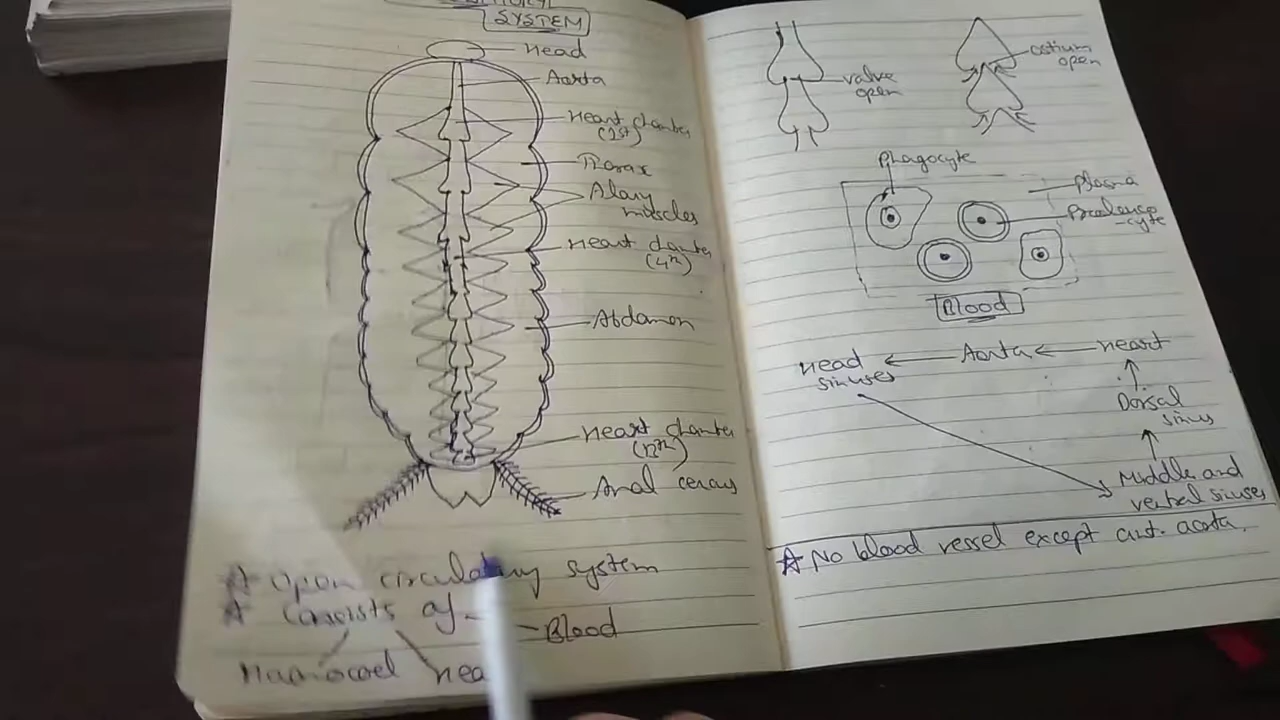 SYSTEM
Head
Aorta
Heart chamber
(1st)
Thorax
Alary
muscles
Heart chamber
(4th)
Abdomen
Heart chamber
(12th)
Anal cercus
Open circulatory system
Consists of
Blood
Haemocoel
Hea
valve
open
ostium
open
Phagocyte
Plasma
Blood
Head
sinuses
Aorta
Heart
Dorsal
sinus
Middle and
ventral sinuses
No blood vessel except ant. aorta.